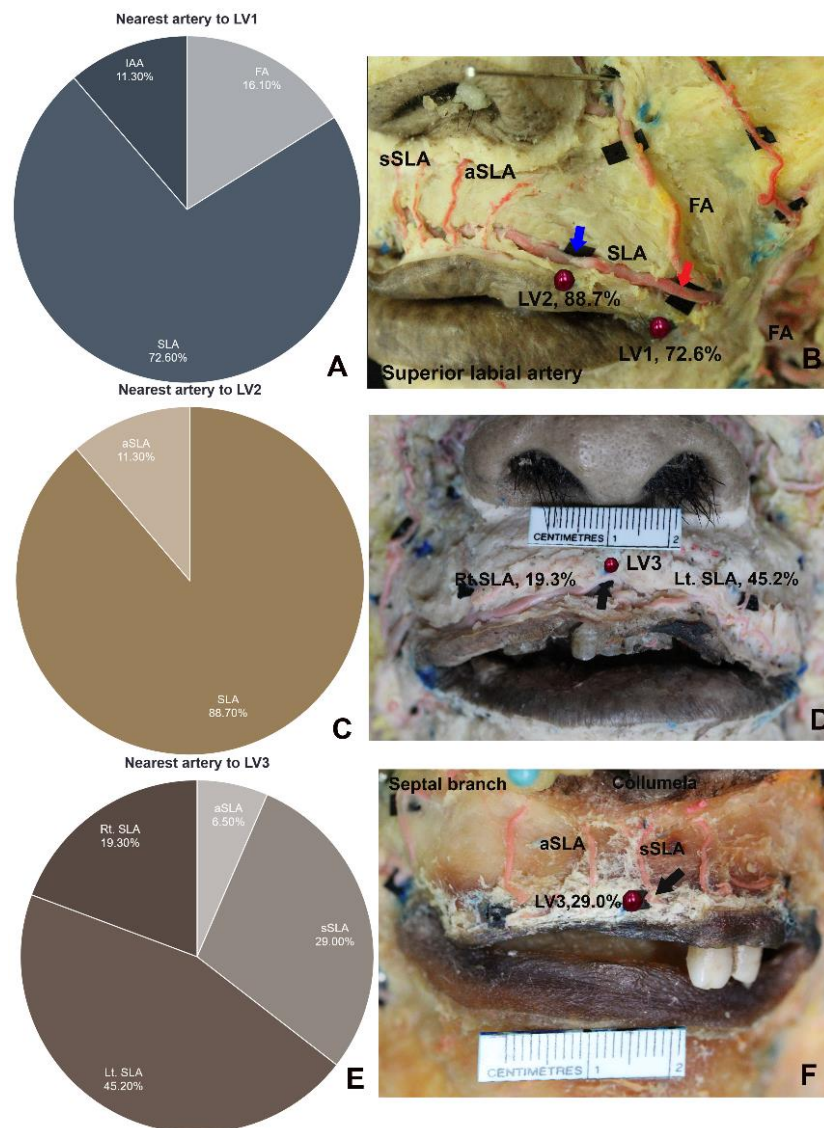 Nearest artery to LV1
IAA
11.30%
FA
16.10%
SLA
72.60%
A
sSLA
aSLA
FA
SLA
LV2, 88.7%
LV1, 72.6%
FA
Superior labial artery
B
Nearest artery to LV2
aSLA
11.30%
SLA
88.70%
C
CENTIMETRES 1 2
LV3
Rt.SLA, 19.3%
Lt. SLA, 45.2%
D
Nearest artery to LV3
Rt. SLA
19.30%
aSLA
6.50%
sSLA
29.00%
Lt. SLA
45.20%
E
Septal branch
Collumela
aSLA
sSLA
LV3,29.0%
CENTIMETRES 1 2
F